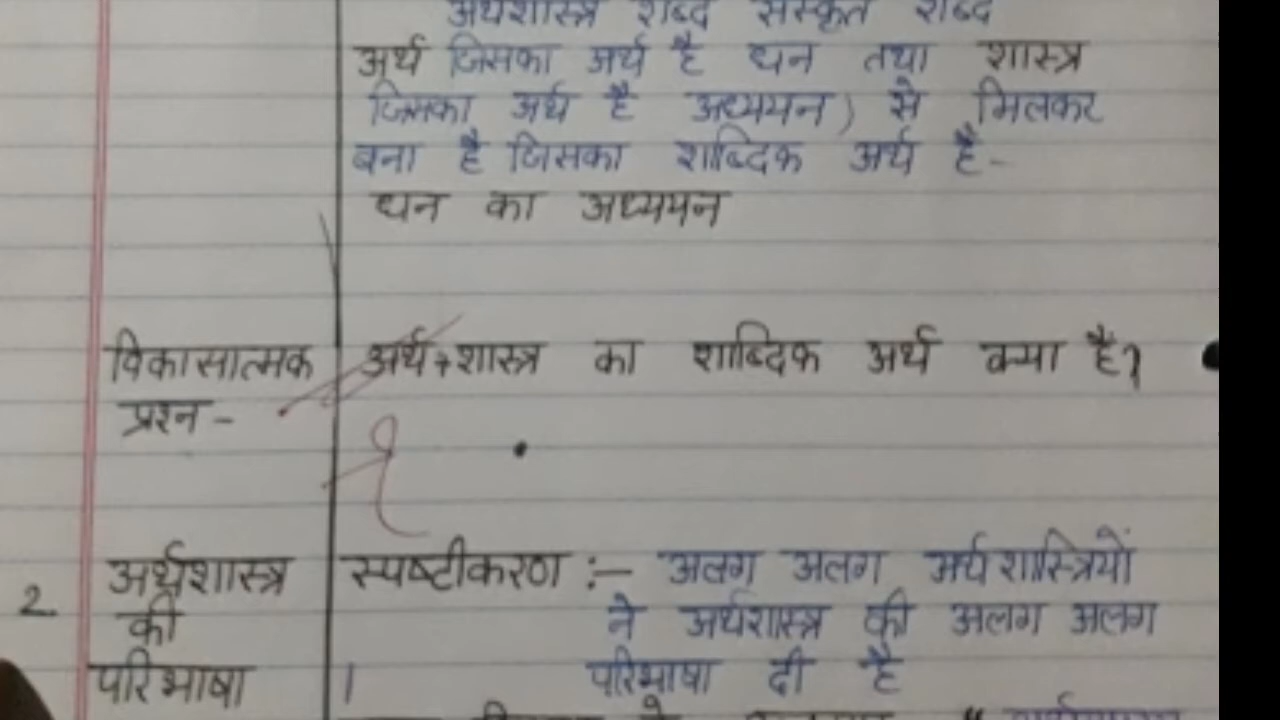 अर्थशास्त्र शब्द संस्कृत शब्द
अर्थ जिसका अर्थ है धन तथा शास्त्र
जिसका अर्थ है अध्ययन) से मिलकर
बना है जिसका शाब्दिक अर्थ है-
धन का अध्ययन
विकासात्मक अर्थ+शास्त्र का शाब्दिक अर्थ क्या है?
प्रश्न-
अर्थशास्त्र स्पष्टीकरण :- अलग अलग अर्थशास्त्रियों
2 की ने अर्थशास्त्र की अलग अलग
परिभाषा परिभाषा दी है